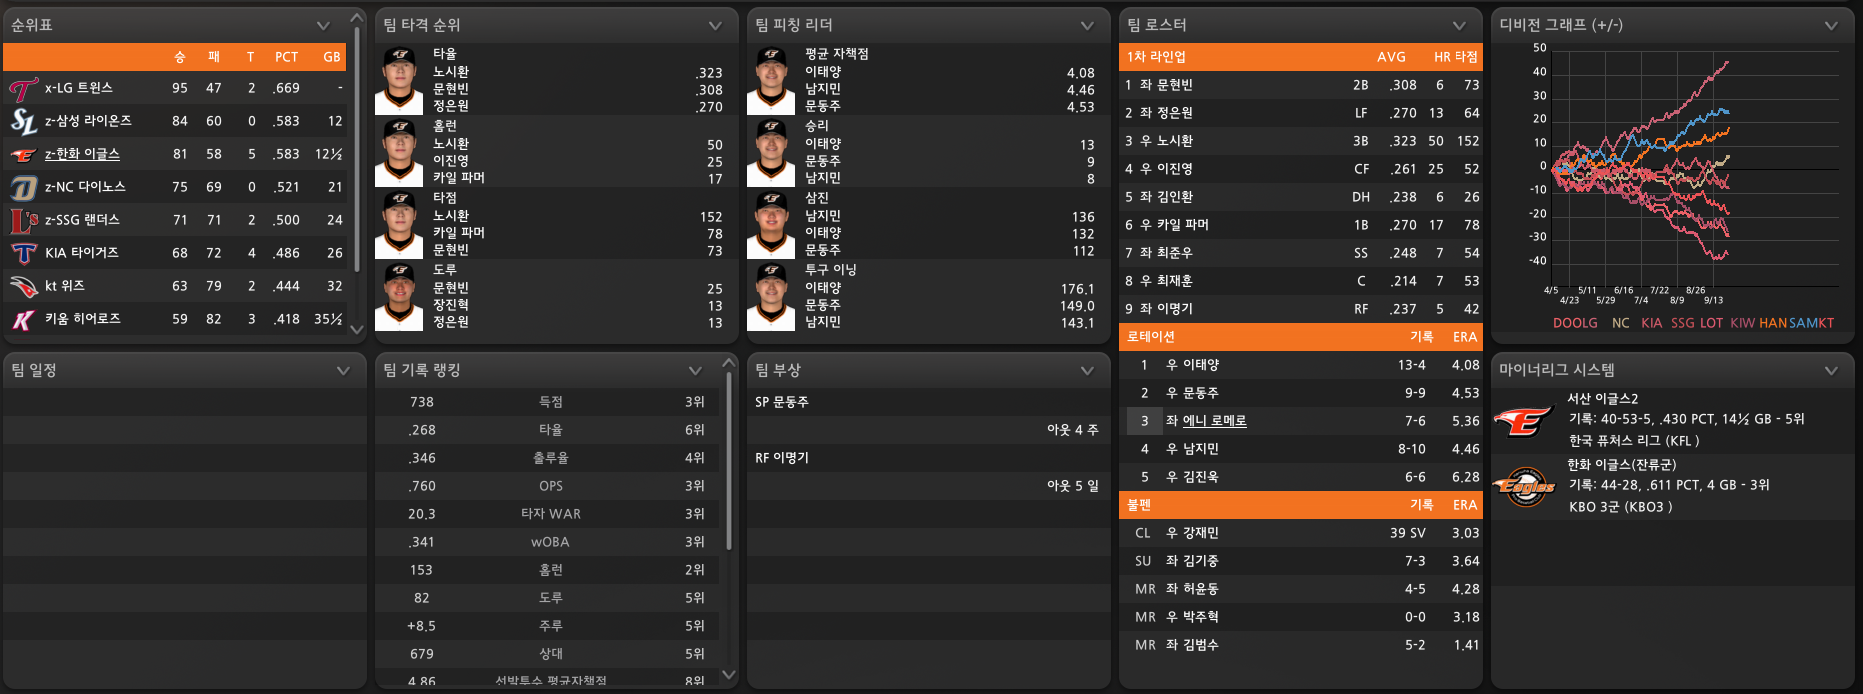 순위표
승 패 T PCT GB
x-LG 트윈스 95 47 2 .669 -
z-삼성 라이온즈 84 60 0 .583 12
z-한화 이글스 81 58 5 .583 12½
z-NC 다이노스 75 69 0 .521 21
z-SSG 랜더스 71 71 2 .500 24
KIA 타이거즈 68 72 4 .486 26
kt 위즈 63 79 2 .444 32
키움 히어로즈 59 82 3 .418 35½
팀 타격 순위
타율
노시환 .323
문현빈 .308
정은원 .270
홈런
노시환 50
이진영 25
카일 파머 17
타점
노시환 152
카일 파머 78
문현빈 73
도루
문현빈 25
장진혁 13
정은원 13
팀 피칭 리더
평균 자책점
이태양 4.08
남지민 4.46
문동주 4.53
승리
이태양 13
문동주 9
남지민 8
삼진
남지민 136
이태양 132
문동주 112
투구 이닝
이태양 176.1
문동주 149.0
남지민 143.1
팀 로스터
1차 라인업 AVG HR 타점
1 좌 문현빈 2B .308 6 73
2 좌 정은원 LF .270 13 64
3 우 노시환 3B .323 50 152
4 우 이진영 CF .261 25 52
5 좌 김인환 DH .238 6 26
6 우 카일 파머 1B .270 17 78
7 좌 최준우 SS .248 7 54
8 우 최재훈 C .214 7 53
9 좌 이명기 RF .237 5 42
로테이션 기록 ERA
1 우 이태양 13-4 4.08
2 우 문동주 9-9 4.53
3 좌 에니 로메로 7-6 5.36
4 우 남지민 8-10 4.46
5 우 김진욱 6-6 6.28
불펜 기록 ERA
CL 우 강재민 39 SV 3.03
SU 좌 김기중 7-3 3.64
MR 좌 허윤동 4-5 4.28
MR 우 박주혁 0-0 3.18
MR 좌 김범수 5-2 1.41
디비전 그래프 (+/-)
50
40
30
20
10
0
-10
-20
-30
-40
4/5 5/11 6/16 7/22 8/26
4/23 5/29 7/4 8/9 9/13
DOOLG NC KIA SSG LOT KIW HAN SAMKT
팀 일정
팀 기록 랭킹
738 득점 3위
.268 타율 6위
.346 출루율 4위
.760 OPS 3위
20.3 타자 WAR 3위
.341 wOBA 3위
153 홈런 2위
82 도루 5위
+8.5 주루 5위
679 상대 5위
4.86 선발투수 평균자책점 8위
팀 부상
SP 문동주
아웃 4 주
RF 이명기
아웃 5 일
마이너리그 시스템
서산 이글스2
기록: 40-53-5, .430 PCT, 14½ GB - 5위
한국 퓨처스 리그 (KFL )
한화 이글스(잔류군)
기록: 44-28, .611 PCT, 4 GB - 3위
KBO 3군 (KBO3 )
Eagles